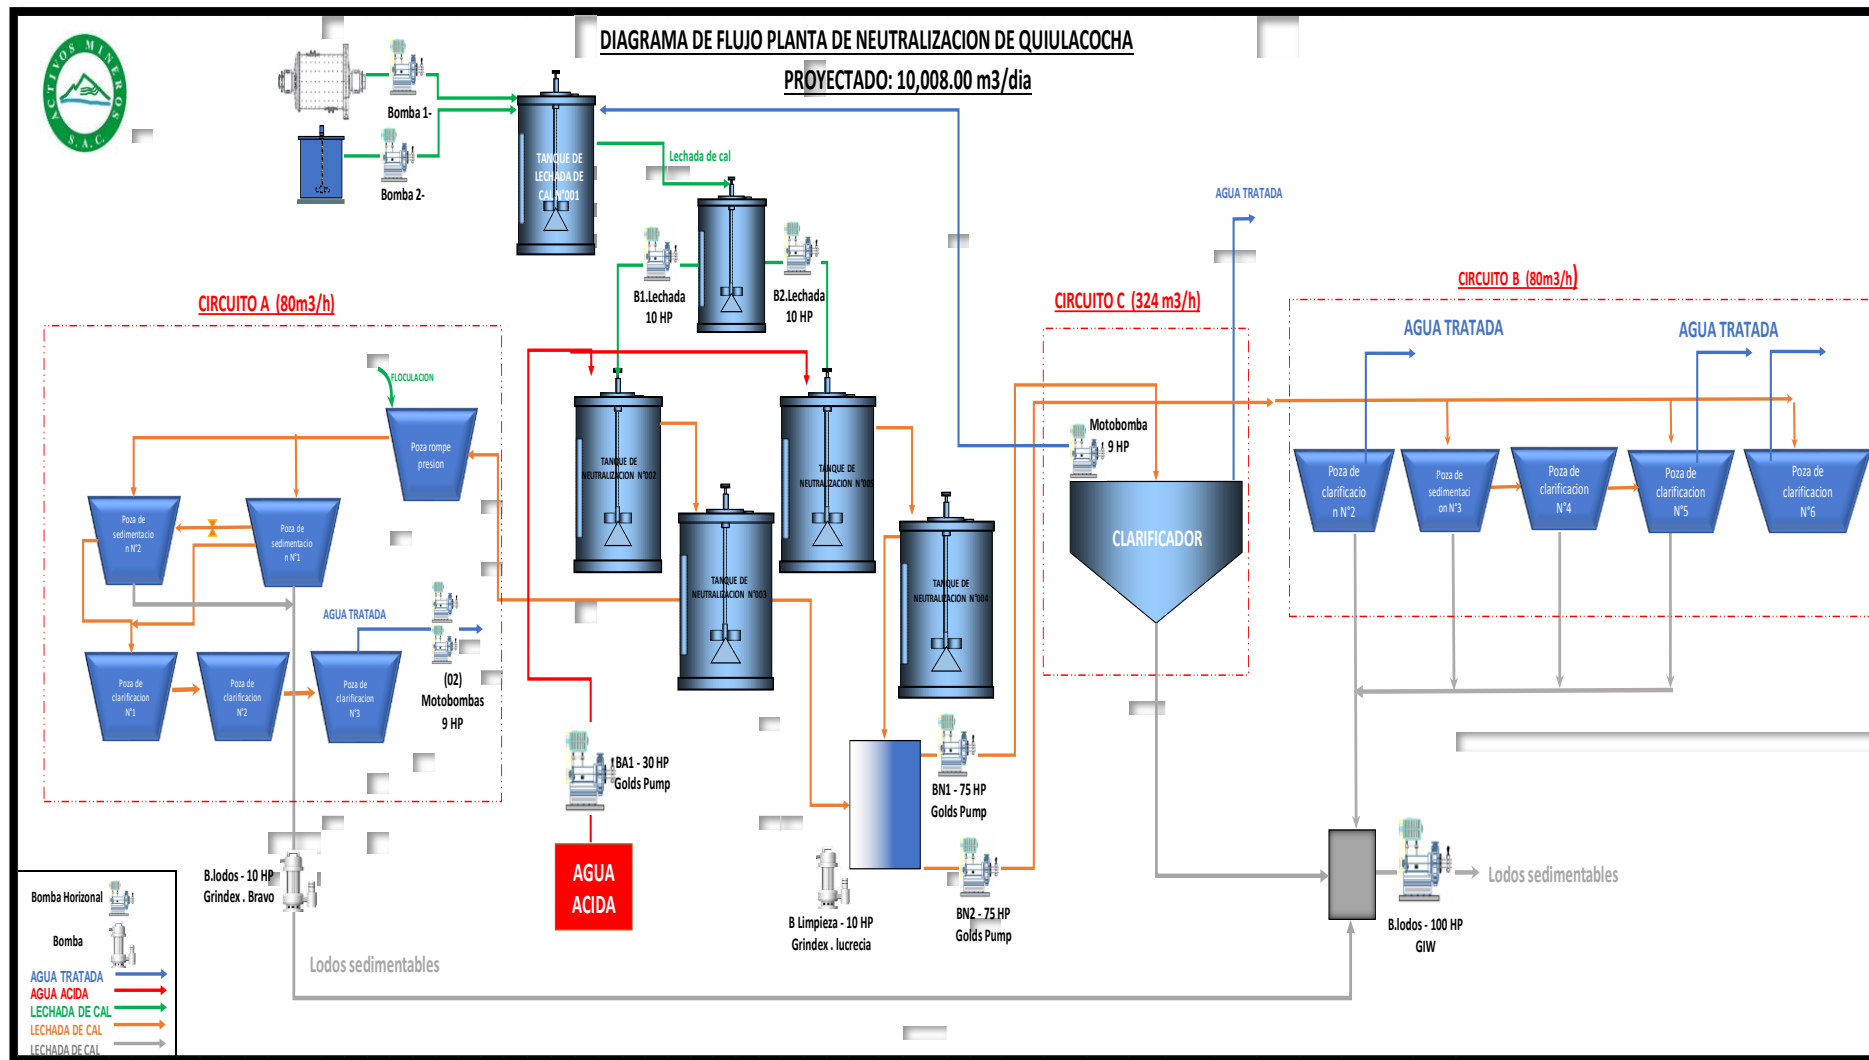 DIAGRAMA DE FLUJO PLANTA DE NEUTRALIZACION DE QUIULACOCHA
PROYECTADO: 10,008.00 m3/dia
ACTIVOS MINEROS
S.A.C.
Bomba 1-
Bomba 2-
TANQUE DE
LECHADA DE
CAL N°001
Lechada de cal
AGUA TRATADA
B1.Lechada
10 HP
B2.Lechada
10 HP
CIRCUITO A (80m3/h)
CIRCUITO C (324 m3/h)
CIRCUITO B (80m3/h)
AGUA TRATADA
AGUA TRATADA
FLOCULACION
Poza rompe
presion
Poza de
sedimentacio
n N°2
Poza de
sedimentacio
n N°1
AGUA TRATADA
Poza de
clarificacion
N°1
Poza de
clarificacion
N°2
Poza de
clarificacion
N°3
(02)
Motobombas
9 HP
TANQUE DE
NEUTRALIZACION N°002
TANQUE DE
NEUTRALIZACION N°003
TANQUE DE
NEUTRALIZACION N°005
TANQUE DE
NEUTRALIZACION N°004
Motobomba
9 HP
CLARIFICADOR
Poza de
clarificacio
n N°2
Poza de
sedimentaci
on N°3
Poza de
clarificacion
N°4
Poza de
clarificacion
N°5
Poza de
clarificacion
N°6
BA1 - 30 HP
Golds Pump
AGUA
ACIDA
BN1 - 75 HP
Golds Pump
BN2 - 75 HP
Golds Pump
B Limpieza - 10 HP
Grindex . lucrecia
B.lodos - 10 HP
Grindex . Bravo
Lodos sedimentables
B.lodos - 100 HP
GIW
Lodos sedimentables
Bomba Horizonal
Bomba
AGUA TRATADA
AGUA ACIDA
LECHADA DE CAL
LECHADA DE CAL
LECHADA DE CAL